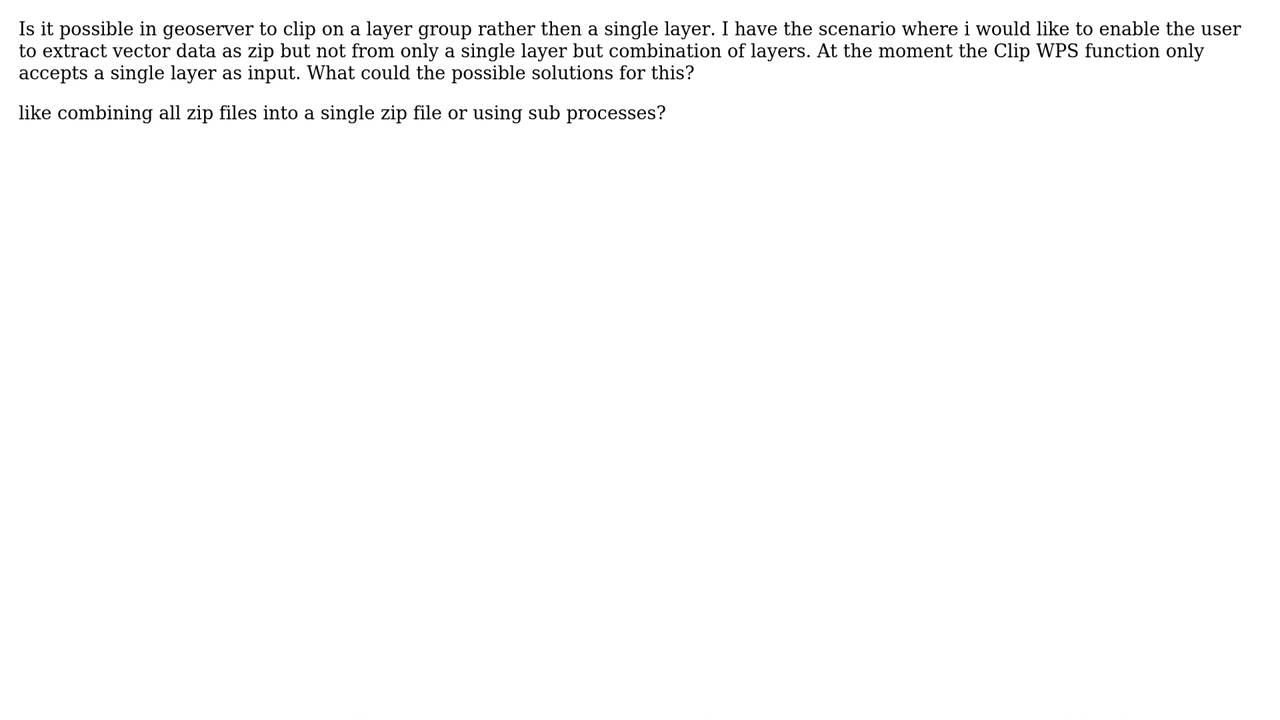 Is it possible in geoserver to clip on a layer group rather then a single layer. I have the scenario where i would like to enable the user
to extract vector data as zip but not from only a single layer but combination of layers. At the moment the Clip WPS function only
accepts a single layer as input. What could the possible solutions for this?
like combining all zip files into a single zip file or using sub processes?